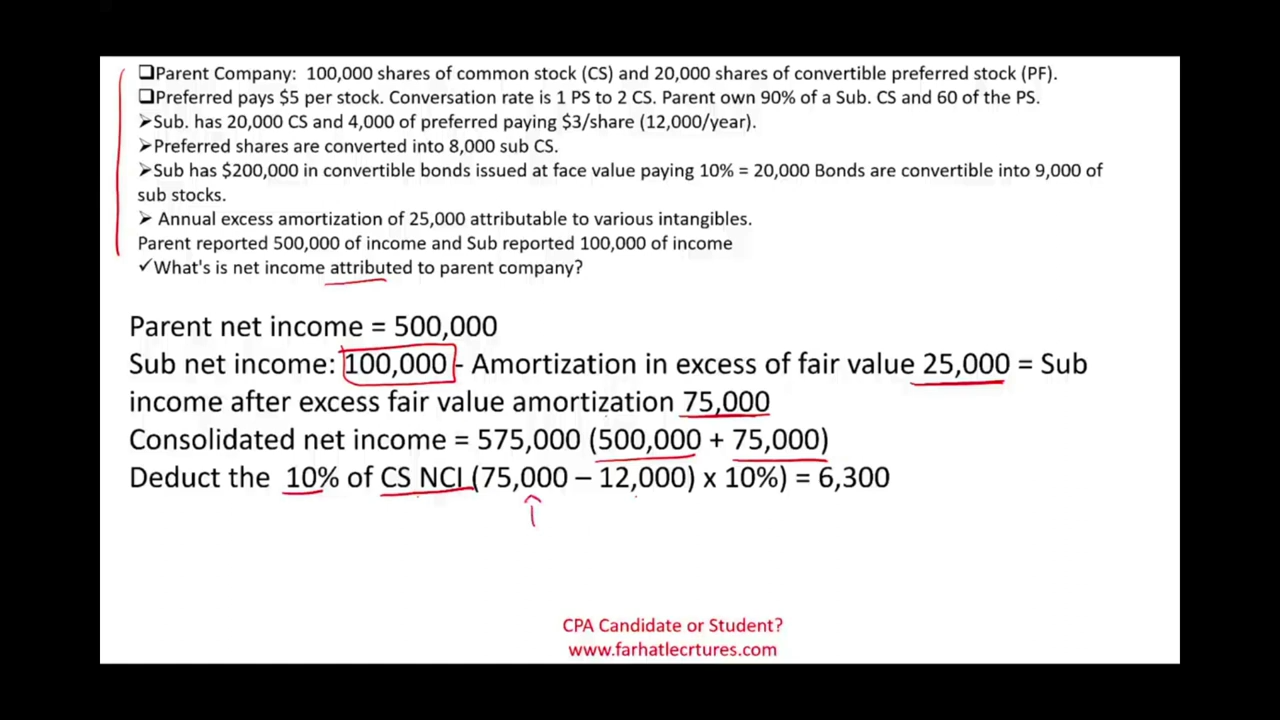 ❑Parent Company: 100,000 shares of common stock (CS) and 20,000 shares of convertible preferred stock (PF).
❑Preferred pays $5 per stock. Conversation rate is 1 PS to 2 CS. Parent own 90% of a Sub. CS and 60 of the PS.
➢Sub. has 20,000 CS and 4,000 of preferred paying $3/share (12,000/year).
➢Preferred shares are converted into 8,000 sub CS.
➢Sub has $200,000 in convertible bonds issued at face value paying 10% = 20,000 Bonds are convertible into 9,000 of
sub stocks.
➢ Annual excess amortization of 25,000 attributable to various intangibles.
Parent reported 500,000 of income and Sub reported 100,000 of income
✓What's is net income attributed to parent company?
Parent net income = 500,000
Sub net income: 100,000 - Amortization in excess of fair value 25,000 = Sub
income after excess fair value amortization 75,000
Consolidated net income = 575,000 (500,000 + 75,000)
Deduct the 10% of CS NCI (75,000 – 12,000) x 10%) = 6,300
CPA Candidate or Student?
www.farhatlecrtures.com